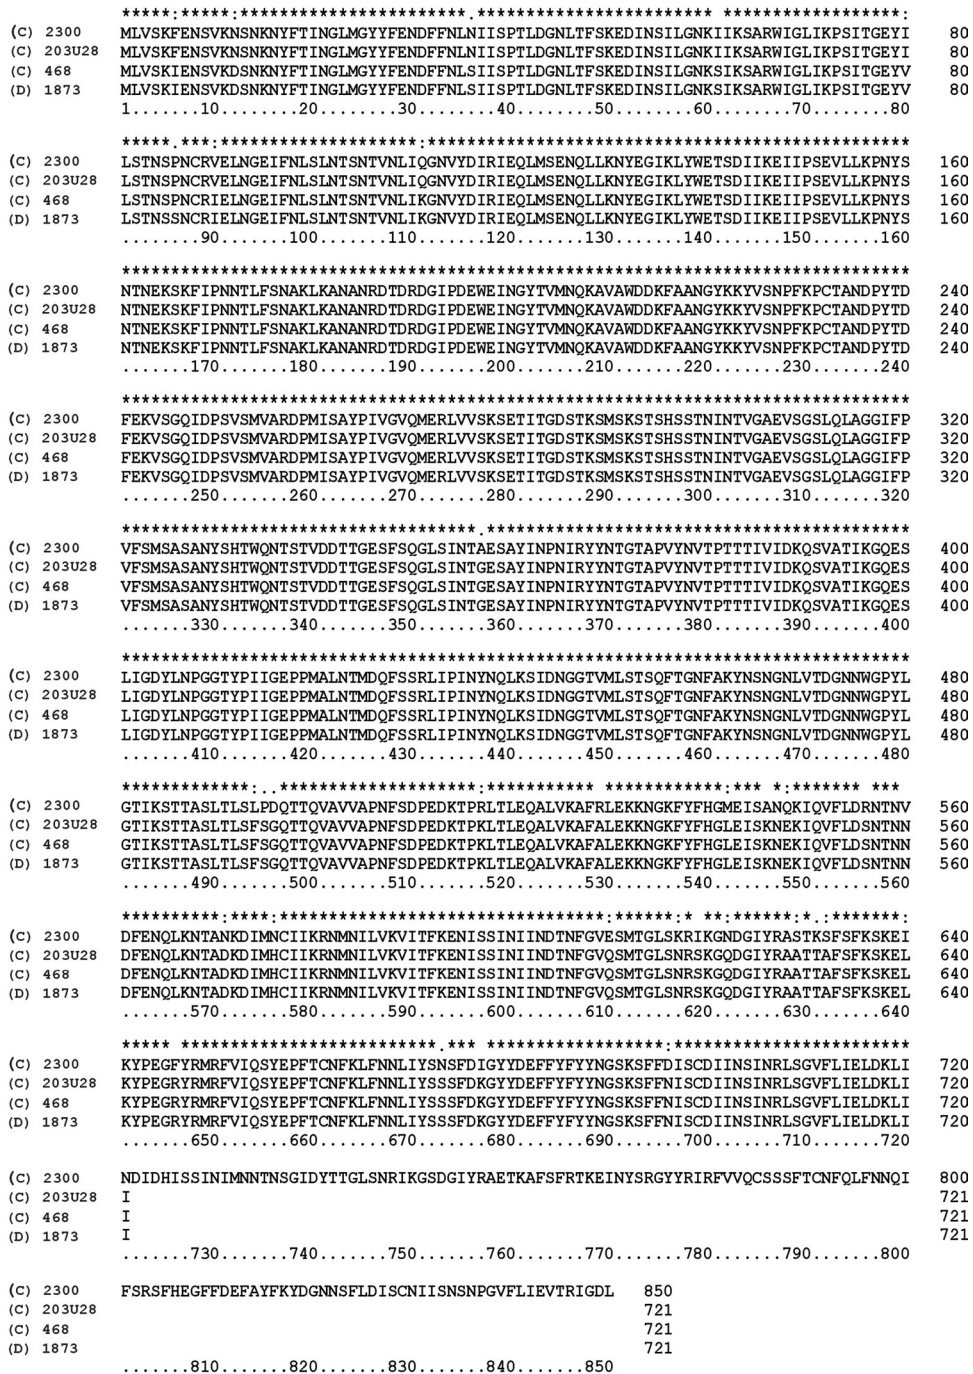 *****:*****:***********************.************************ ******************:
(C) 2300 MLVSKFENSVKNSNKNYFTINGLMGYYFENDFFNLNIISPTLDGNLTFSKEDINSILGNKIIKSARWIGLIKPSITGEYI 80
(C) 203U28 MLVSKFENSVKNSNKNYFTINGLMGYYFENDFFNLNIISPTLDGNLTFSKEDINSILGNKIIKSARWIGLIKPSITGEYI 80
(C) 468 MLVSKIENSVKDSNKNYFTINGLMGYYFENDFFNLSIISPTLDGNLTFSKEDINSILGNKSIKSARWIGLIKPSITGEYV 80
(D) 1873 MLVSKIENSVKDSNKNYFTINGLMGYYFENDFFNLSIISPTLDGNLTFSKEDINSILGNKSIKSARWIGLIKPSITGEYV 80
1.......10........20........30........40........50........60........70........80
*****.***:********************:*************************************************
(C) 2300 LSTNSPNCRVELNGEIFNLSLNTSNTVNLIQGNVYDIRIEQLMSENQLLKNYEGIKLYWETSDIIKEIIPSEVLLKPNYS 160
(C) 203U28 LSTNSPNCRVELNGEIFNLSLNTSNTVNLIQGNVYDIRIEQLMSENQLLKNYEGIKLYWETSDIIKEIIPSEVLLKPNYS 160
(C) 468 LSTNSPNCRIELNGEIFNLSLNTSNTVNLIKGNVYDIRIEQLMSENQLLKNYEGIKLYWETSDIIKEIIPSEVLLKPNYS 160
(D) 1873 LSTNSSNCRIELNGEIFNLSLNTSNTVNLIKGNVYDIRIEQLMSENQLLKNYEGIKLYWETSDIIKEIIPSEVLLKPNYS 160
........90.......100.......110.......120.......130.......140.......150.......160
********************************************************************************
(C) 2300 NTNEKSKFIPNNTLFSNAKLKANANRDTDRDGIPDEWEINGYTVMNQKAVAWDDKFAANGYKKYVSNPFKPCTANDPYTD 240
(C) 203U28 NTNEKSKFIPNNTLFSNAKLKANANRDTDRDGIPDEWEINGYTVMNQKAVAWDDKFAANGYKKYVSNPFKPCTANDPYTD 240
(C) 468 NTNEKSKFIPNNTLFSNAKLKANANRDTDRDGIPDEWEINGYTVMNQKAVAWDDKFAANGYKKYVSNPFKPCTANDPYTD 240
(D) 1873 NTNEKSKFIPNNTLFSNAKLKANANRDTDRDGIPDEWEINGYTVMNQKAVAWDDKFAANGYKKYVSNPFKPCTANDPYTD 240
.......170.......180.......190.......200.......210.......220.......230.......240
********************************************************************************
(C) 2300 FEKVSGQIDPSVSMVARDPMISAYPIVGVQMERLVVSKSETITGDSTKSMSKSTSHSSTNINTVGAEVSGSLQLAGGIFP 320
(C) 203U28 FEKVSGQIDPSVSMVARDPMISAYPIVGVQMERLVVSKSETITGDSTKSMSKSTSHSSTNINTVGAEVSGSLQLAGGIFP 320
(C) 468 FEKVSGQIDPSVSMVARDPMISAYPIVGVQMERLVVSKSETITGDSTKSMSKSTSHSSTNINTVGAEVSGSLQLAGGIFP 320
(D) 1873 FEKVSGQIDPSVSMVARDPMISAYPIVGVQMERLVVSKSETITGDSTKSMSKSTSHSSTNINTVGAEVSGSLQLAGGIFP 320
.......250.......260.......270.......280.......290.......300.......310.......320
************************************.*******************************************
(C) 2300 VFSMSASANYSHTWQNTSTVDDTTGESFSQGLSINTAESAYINPNIRYYNTGTAPVYNVTPTTTIVIDKQSVATIKGQES 400
(C) 203U28 VFSMSASANYSHTWQNTSTVDDTTGESFSQGLSINTGESAYINPNIRYYNTGTAPVYNVTPTTTIVIDKQSVATIKGQES 400
(C) 468 VFSMSASANYSHTWQNTSTVDDTTGESFSQGLSINTGESAYINPNIRYYNTGTAPVYNVTPTTTIVIDKQSVATIKGQES 400
(D) 1873 VFSMSASANYSHTWQNTSTVDDTTGESFSQGLSINTGESAYINPNIRYYNTGTAPVYNVTPTTTIVIDKQSVATIKGQES 400
.......330.......340.......350.......360.......370.......380.......390.......400
********************************************************************************
(C) 2300 LIGDYLNPGGTYPIIGEPPMALNTMDQFSSRLIPINYNQLKSIDNGGTVMLSTSQFTGNFAKYNSNGNLVTDGNNWGPYL 480
(C) 203U28 LIGDYLNPGGTYPIIGEPPMALNTMDQFSSRLIPINYNQLKSIDNGGTVMLSTSQFTGNFAKYNSNGNLVTDGNNWGPYL 480
(C) 468 LIGDYLNPGGTYPIIGEPPMALNTMDQFSSRLIPINYNQLKSIDNGGTVMLSTSQFTGNFAKYNSNGNLVTDGNNWGPYL 480
(D) 1873 LIGDYLNPGGTYPIIGEPPMALNTMDQFSSRLIPINYNQLKSIDNGGTVMLSTSQFTGNFAKYNSNGNLVTDGNNWGPYL 480
.......410.......420.......430.......440.......450.......460.......470.......480
*************:..********************:*********** ************:*** *:******* ***
(C) 2300 GTIKSTTASLTLSLPDQTTQVAVVAPNFSDPEDKTPRLTLEQALVKAFRLEKKNGKFYFHGMEISANQKIQVFLDRNTNV 560
(C) 203U28 GTIKSTTASLTLSFSGQTTQVAVVAPNFSDPEDKTPKLTLEQALVKAFALEKKNGKFYFHGLEISKNEKIQVFLDSNTNN 560
(C) 468 GTIKSTTASLTLSFSGQTTQVAVVAPNFSDPEDKTPKLTLEQALVKAFALEKKNGKFYFHGLEISKNEKIQVFLDSNTNN 560
(D) 1873 GTIKSTTASLTLSFSGQTTQVAVVAPNFSDPEDKTPKLTLEQALVKAFALEKKNGKFYFHGLEISKNEKIQVFLDSNTNN 560
.......490.......500.......510.......520.......530.......540.......550.......560
**********:****:*********************************:******:* **:******:*.:*******:
(C) 2300 DFENQLKNTANKDIMNCIIKRNMNILVKVITFKENISSINIINDTNFGVESMTGLSKRIKGNDGIYRASTKSFSFKSKEI 640
(C) 203U28 DFENQLKNTADKDIMHCIIKRNMNILVKVITFKENISSINIINDTNFGVQSMTGLSNRSKGQDGIYRAATTAFSFKSKEL 640
(C) 468 DFENQLKNTADKDIMHCIIKRNMNILVKVITFKENISSINIINDTNFGVQSMTGLSNRSKGQDGIYRAATTAFSFKSKEL 640
(D) 1873 DFENQLKNTADKDIMHCIIKRNMNILVKVITFKENISSINIINDTNFGVQSMTGLSNRSKGQDGIYRAATTAFSFKSKEL 640
.......570.......580.......590.......600.......610.......620.......630.......640
***** **************************.*** ******************:************************
(C) 2300 KYPEGFYRMRFVIQSYEPFTCNFKLFNNLIYSNSFDIGYYDEFFYFYYNGSKSFFDISCDIINSINRLSGVFLIELDKLI 720
(C) 203U28 KYPEGRYRMRFVIQSYEPFTCNFKLFNNLIYSSSFDKGYYDEFFYFYYNGSKSFFNISCDIINSINRLSGVFLIELDKLI 720
(C) 468 KYPEGRYRMRFVIQSYEPFTCNFKLFNNLIYSSSFDKGYYDEFFYFYYNGSKSFFNISCDIINSINRLSGVFLIELDKLI 720
(D) 1873 KYPEGRYRMRFVIQSYEPFTCNFKLFNNLIYSSSFDKGYYDEFFYFYYNGSKSFFNISCDIINSINRLSGVFLIELDKLI 720
.......650.......660.......670.......680.......690.......700.......710.......720
(C) 2300 NDIDHISSINIMNNTNSGIDYTTGLSNRIKGSDGIYRAETKAFSFRTKEINYSRGYYRIRFVVQCSSSFTCNFQLFNNQI 800
(C) 203U28 I 721
(C) 468 I 721
(D) 1873 I 721
.......730.......740.......750.......760.......770.......780.......790.......800
(C) 2300 FSRSFHEGFFDEFAYFKYDGNNSFLDISCNIISNSNPGVFLIEVTRIGDL 850
(C) 203U28 721
(C) 468 721
(D) 1873 721
.......810.......820.......830.......840.......850